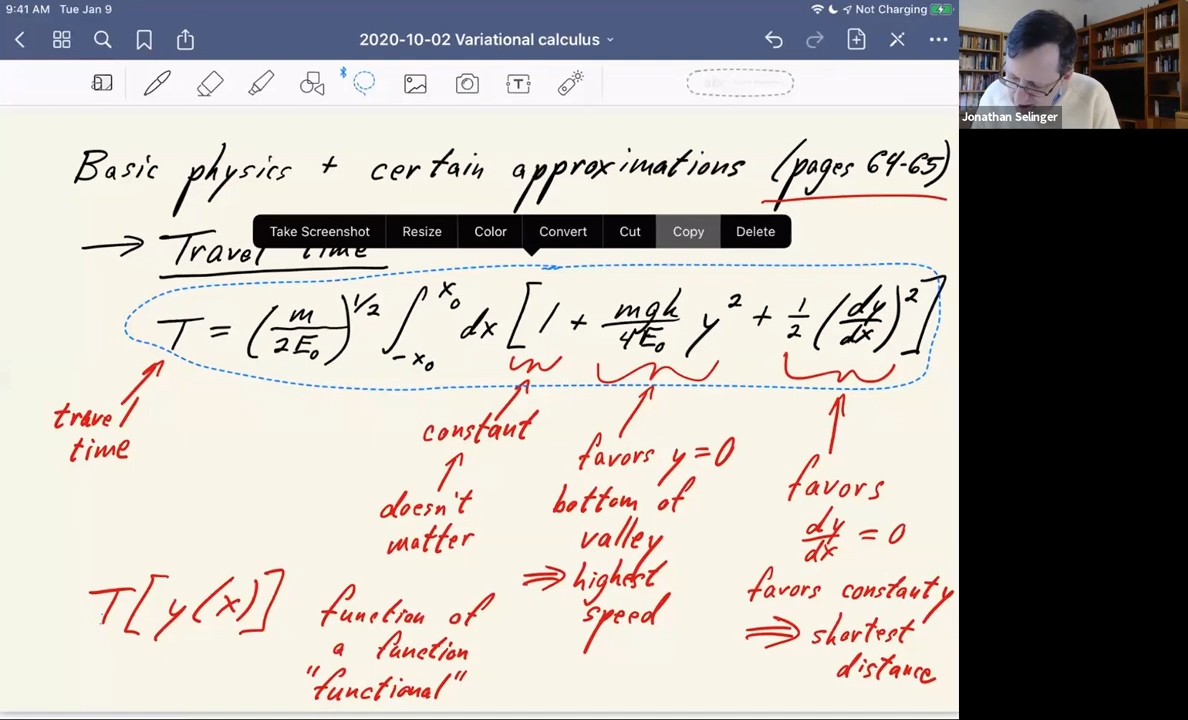 9:41 AM Tue Jan 9
Not Charging
2020-10-02 Variational calculus
Jonathan Selinger
Basic physics + certain approximations (pages 64-65)
Take Screenshot Resize Color Convert Cut Copy Delete
→ Travel time
T = (m/2E₀)^1/2 ∫_-x₀^x₀ dx [1 + mgk/4E₀ y² + 1/2 (dy/dx)²]
travel
time
constant
doesn't
matter
favors y = 0
bottom of
valley
⇒ highest
speed
favors
dy/dx = 0
favors constant y
⇒ shortest
distance
T[y(x)]
function of
a function
"functional"